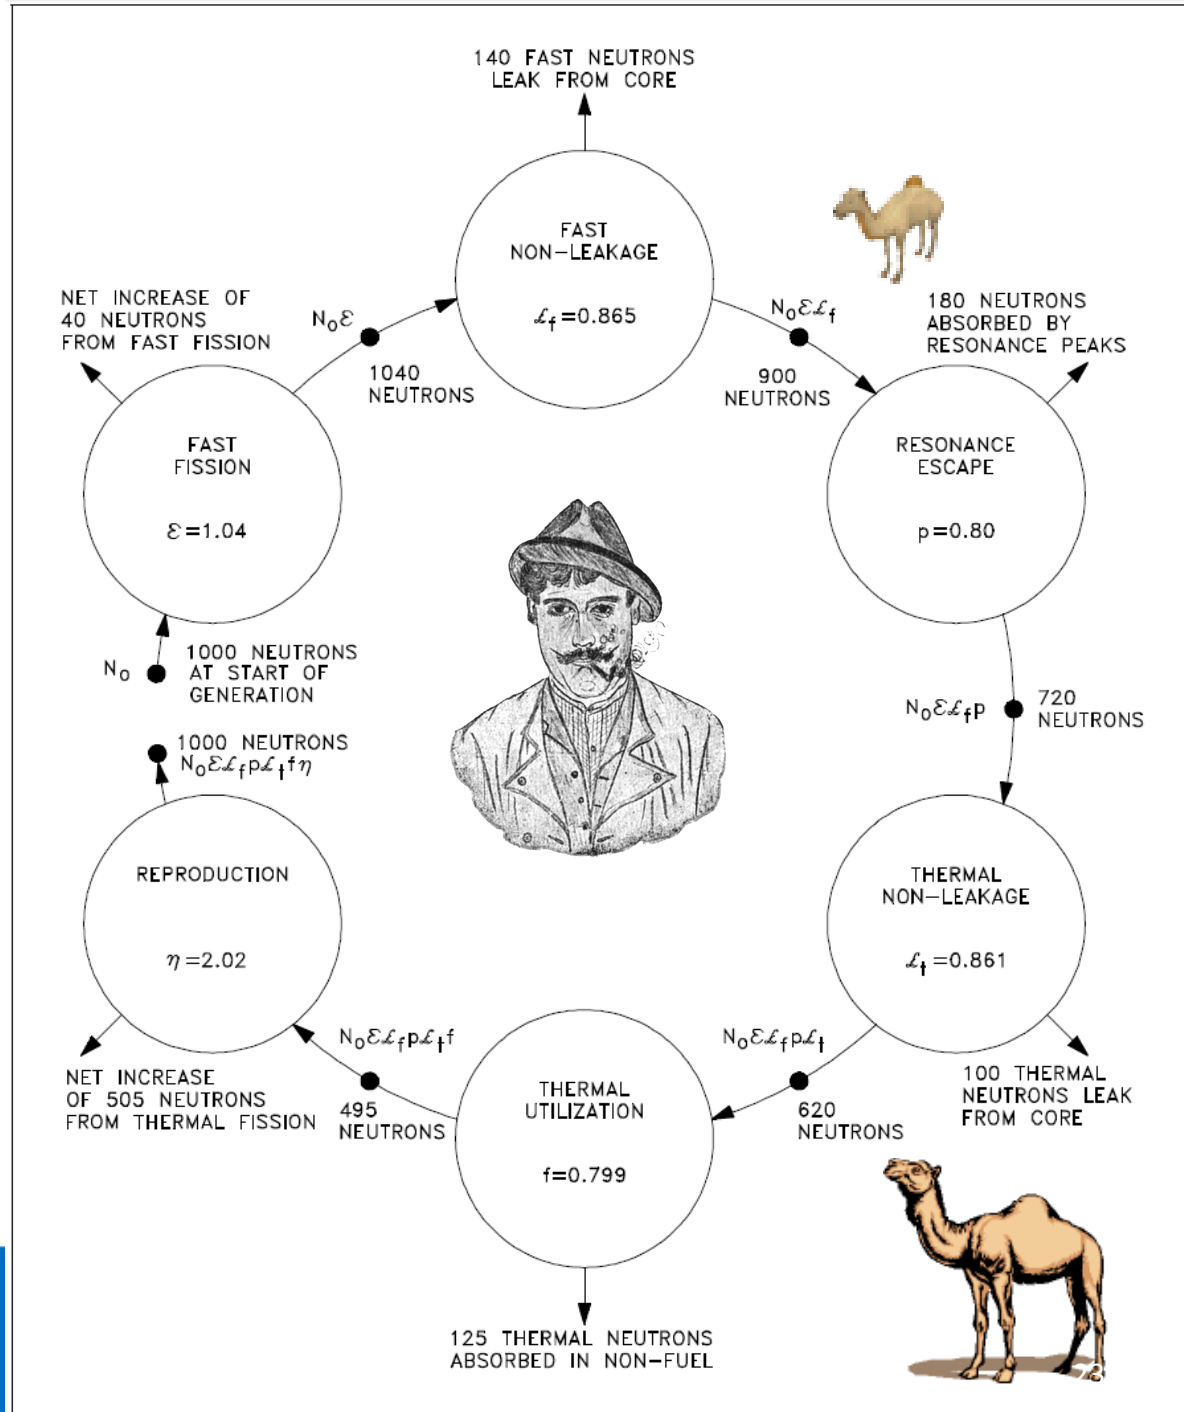 140 FAST NEUTRONS
LEAK FROM CORE
FAST
NON-LEAKAGE
ℒf=0.865
NET INCREASE OF
40 NEUTRONS
FROM FAST FISSION
N₀ℰ
1040
NEUTRONS
N₀ℰℒf
900
NEUTRONS
180 NEUTRONS
ABSORBED BY
RESONANCE PEAKS
FAST
FISSION
ℰ=1.04
RESONANCE
ESCAPE
p=0.80
N₀
1000 NEUTRONS
AT START OF
GENERATION
N₀ℰℒfp
720
NEUTRONS
1000 NEUTRONS
N₀ℰℒfpℒtfη
REPRODUCTION
η=2.02
THERMAL
NON-LEAKAGE
ℒt=0.861
NET INCREASE
OF 505 NEUTRONS
FROM THERMAL FISSION
N₀ℰℒfpℒtf
495
NEUTRONS
THERMAL
UTILIZATION
f=0.799
N₀ℰℒfpℒt
620
NEUTRONS
100 THERMAL
NEUTRONS LEAK
FROM CORE
125 THERMAL NEUTRONS
ABSORBED IN NON-FUEL
73